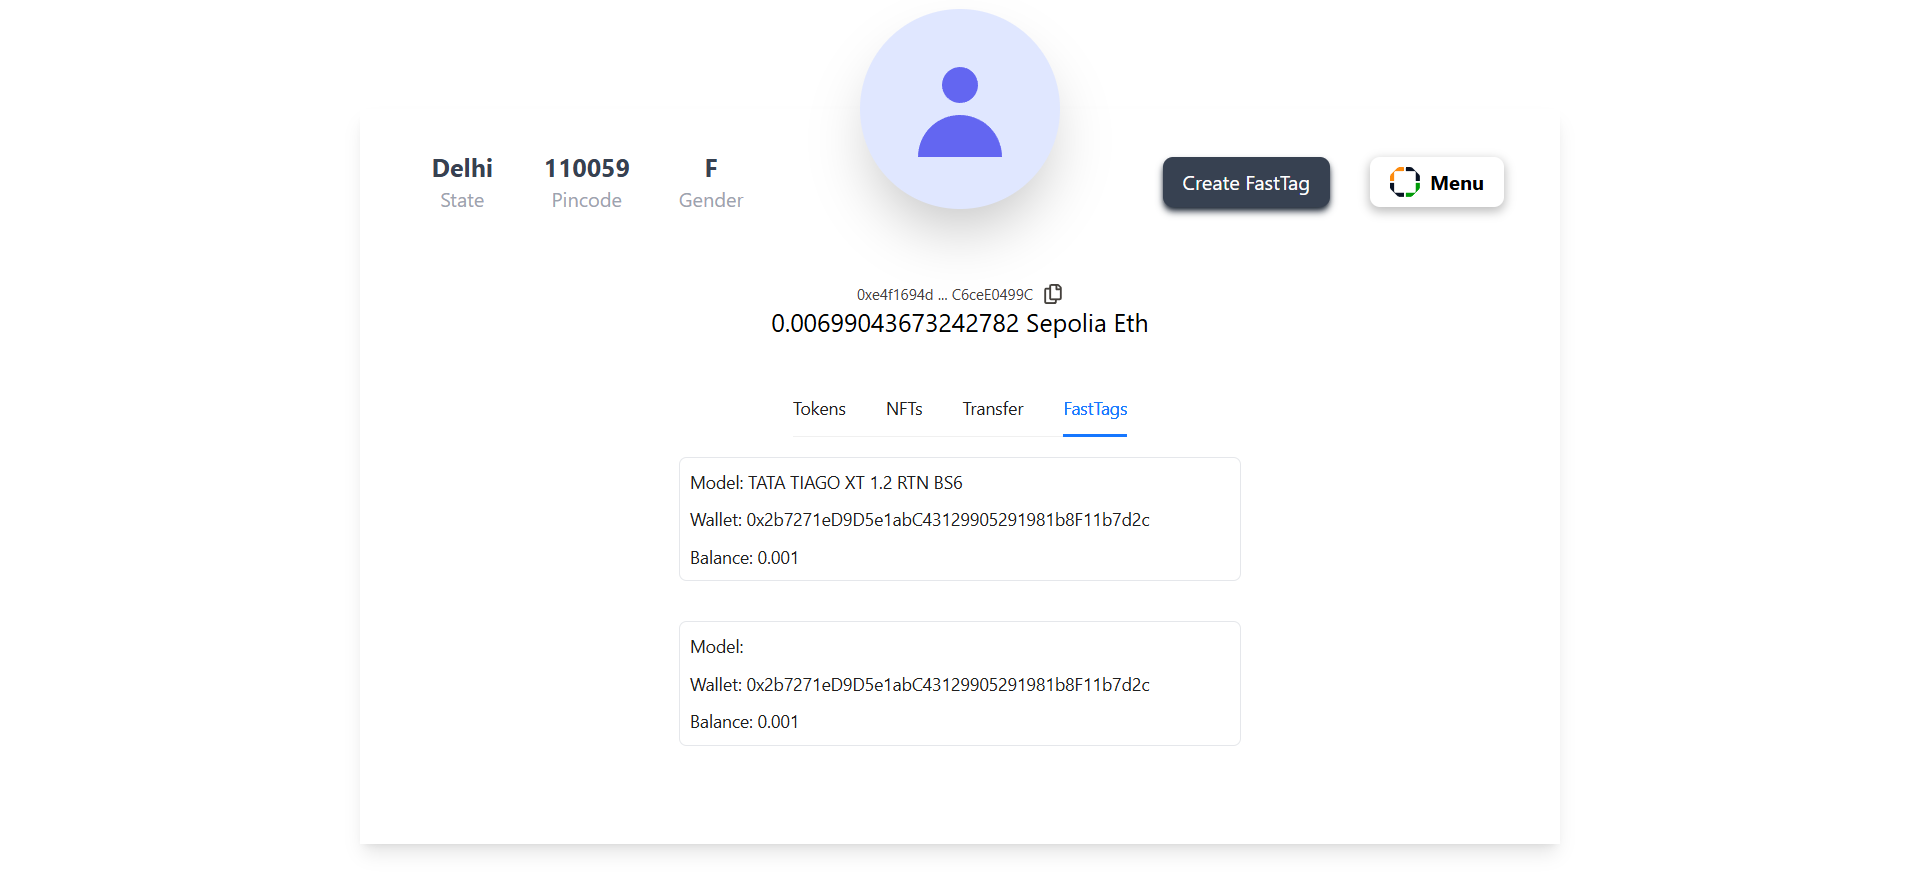 Delhi 110059 F
State Pincode Gender
Create FastTag
Menu
0xe4f1694d ... C6ceE0499C
0.00699043673242782 Sepolia Eth
Tokens NFTs Transfer FastTags
Model: TATA TIAGO XT 1.2 RTN BS6
Wallet: 0x2b7271eD9D5e1abC43129905291981b8F11b7d2c
Balance: 0.001
Model:
Wallet: 0x2b7271eD9D5e1abC43129905291981b8F11b7d2c
Balance: 0.001